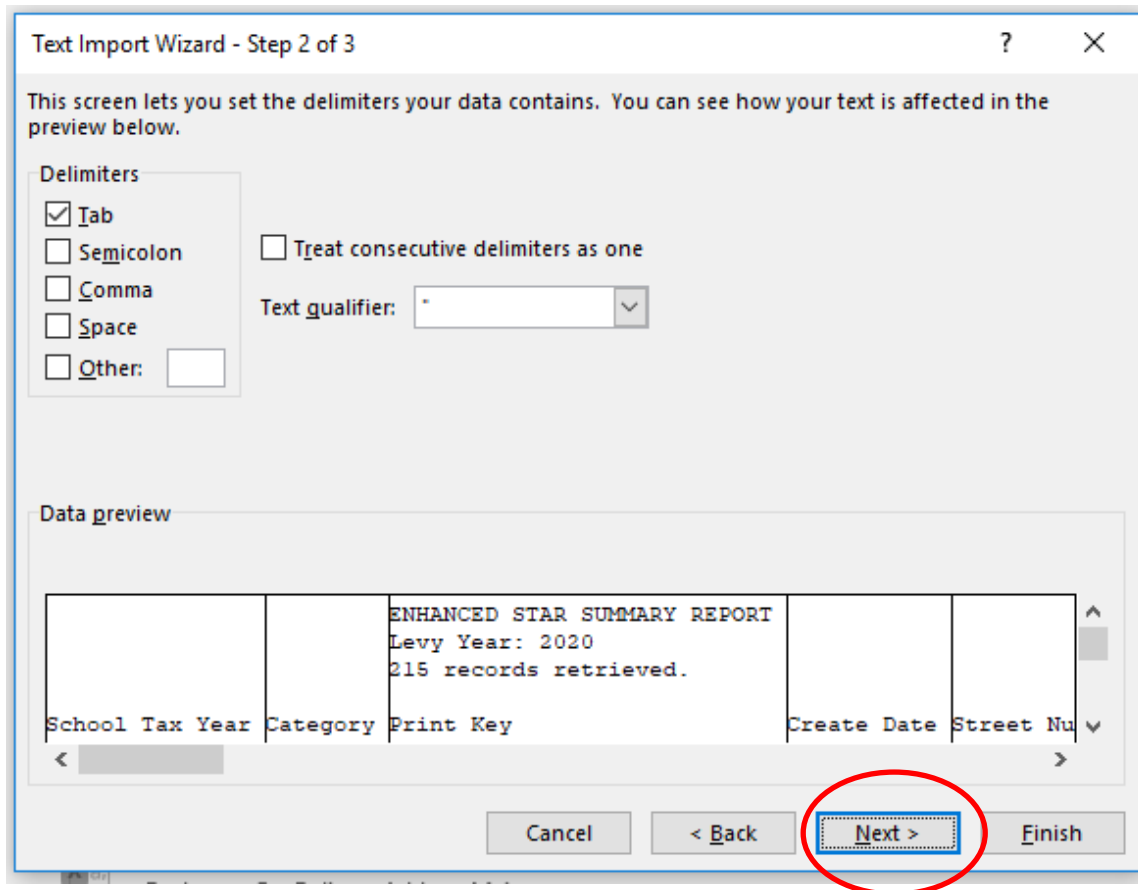 Text Import Wizard - Step 2 of 3
?
This screen lets you set the delimiters your data contains.  You can see how your text is affected in the
preview below.
Delimiters
Tab
Semicolon
Comma
Space
Other:
Treat consecutive delimiters as one
Text qualifier: "
Data preview
ENHANCED STAR SUMMARY REPORT
Levy Year: 2020
215 records retrieved.
School Tax Year Category Print Key Create Date Street Nu
Cancel < Back Next > Finish